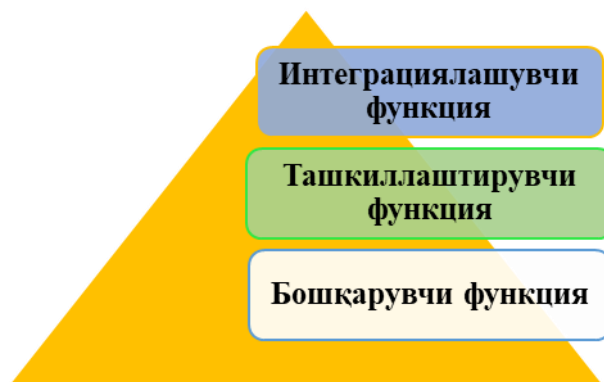 Интеграциялашувчи
функция
Ташкиллаштирувчи
функция
Бошқарувчи функция